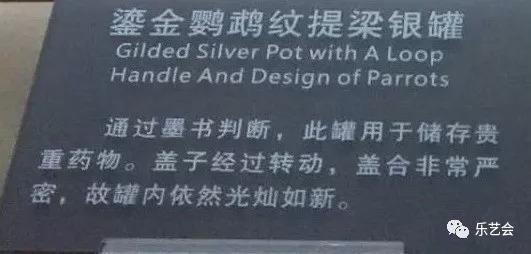 鎏金鹦鹉纹提梁银罐
Gilded Silver Pot with A Loop
Handle And Design of Parrots
通过墨书判断，此罐用于储存贵
重药物。盖子经过转动，盖合非常严
密，故罐内依然光灿如新。
乐艺会